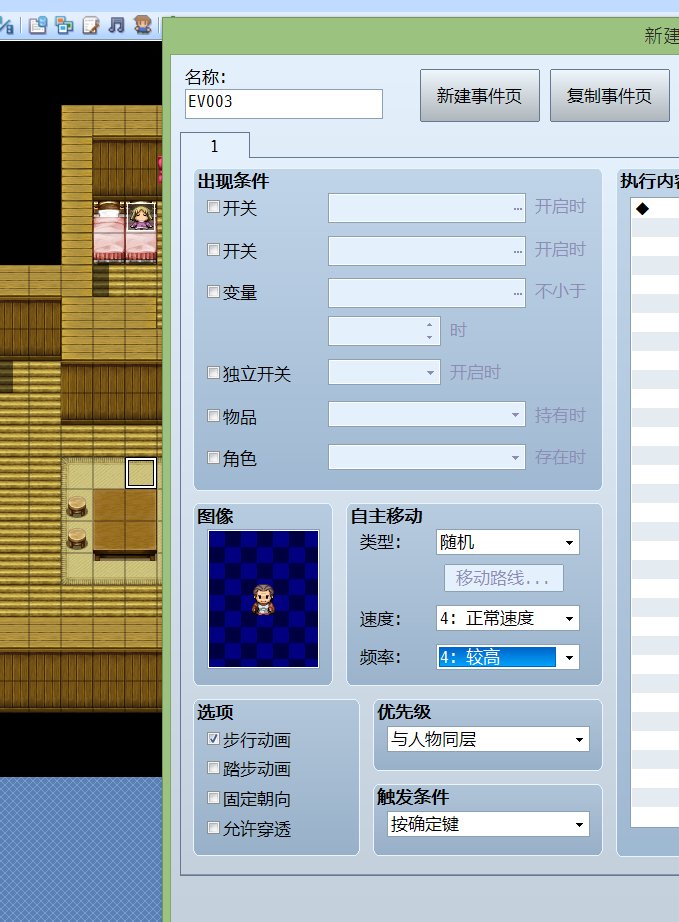 新建
名称:
EV003
新建事件页
复制事件页
1
出现条件
开关 ... 开启时
开关 ... 开启时
变量 ... 不小于
时
独立开关 开启时
物品 持有时
角色 存在时
执行内容
◆
图像
自主移动
类型: 随机
移动路线...
速度: 4: 正常速度
频率: 4: 较高
选项
步行动画
踏步动画
固定朝向
允许穿透
优先级
与人物同层
触发条件
按确定键